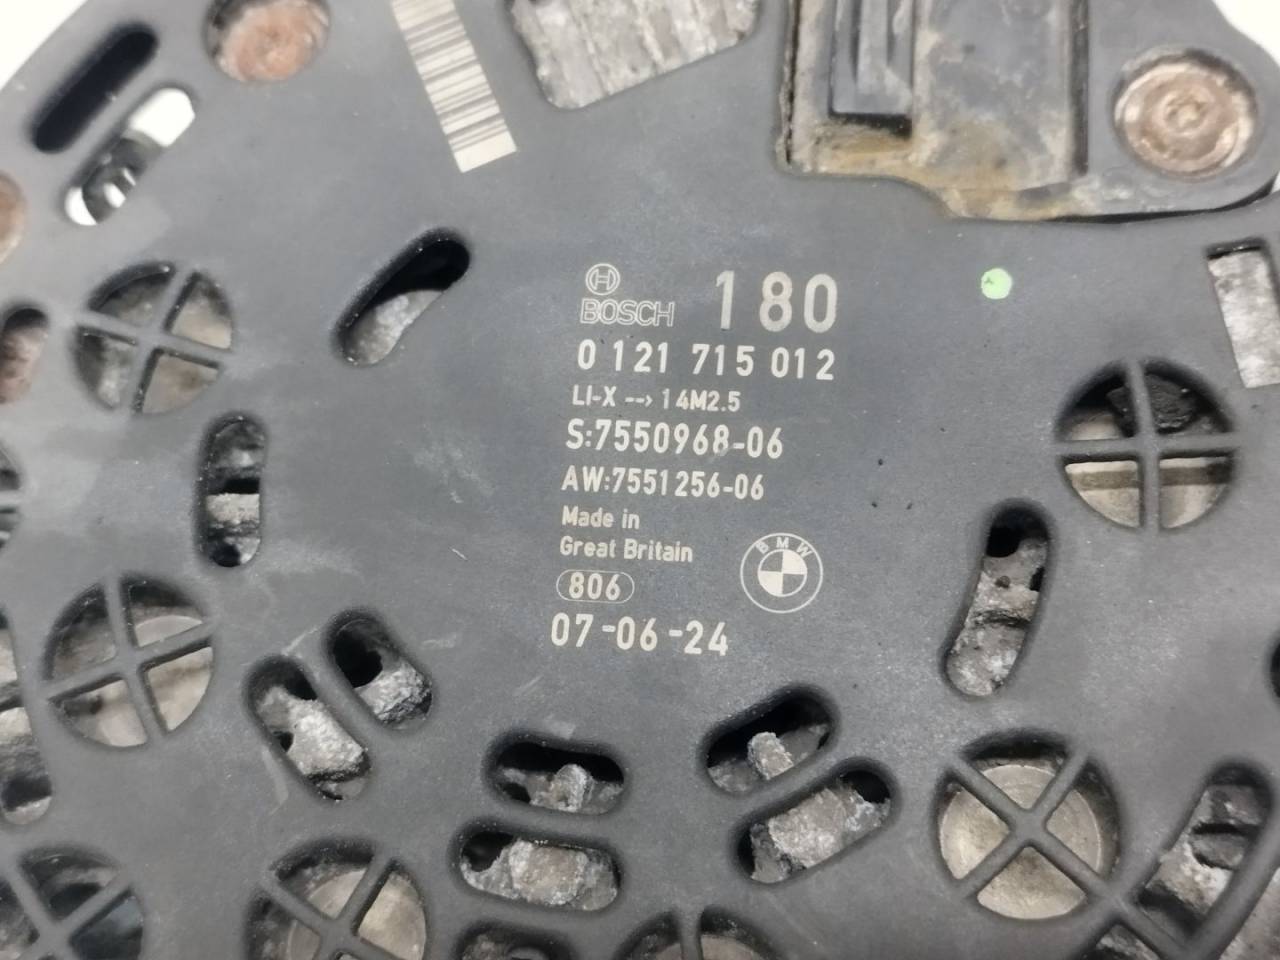 BOSCH 180
0 121 715 012
LI-X --> 14M2.5
S:7550968-06
AW:7551256-06
Made in
Great Britain
BMW
806
07-06-24